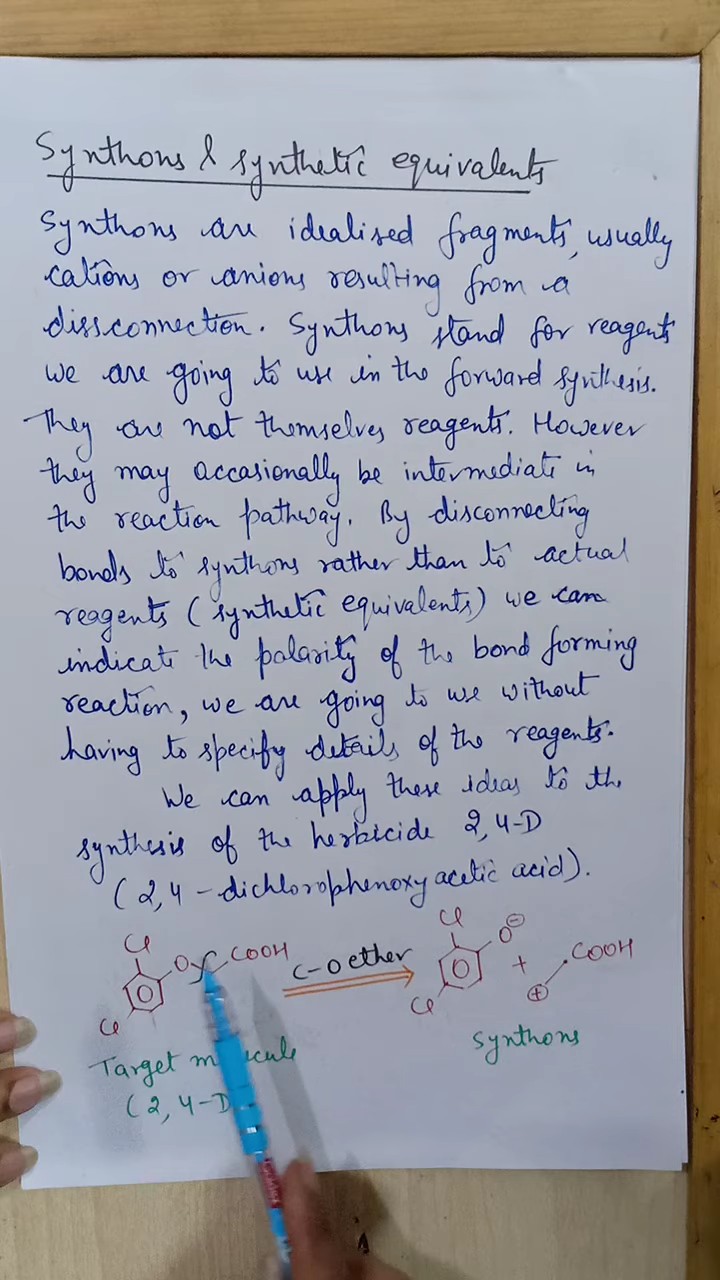 Synthons & synthetic equivalents
Synthons are idealised fragments, usually
cations or anions resulting from a
dissconnection. Synthons stand for reagents
we are going to use in the forward synthesis.
They are not themselves reagents. However
they may accasionally be intermediate in
the reaction pathway. By disconnecting
bonds to synthons rather than to actual
reagents (synthetic equivalents) we can
indicate the polarity of the bond forming
reaction, we are going to use without
having to specify details of the reagents.
We can apply these ideas to the
synthesis of the herbicide 2,4-D
(2,4-dichlorophenoxy acetic acid).
Cl O COOH Cl
C-O ether
Cl O⊖ + ⊕ COOH
Cl
Synthons
Target
(2,4-D